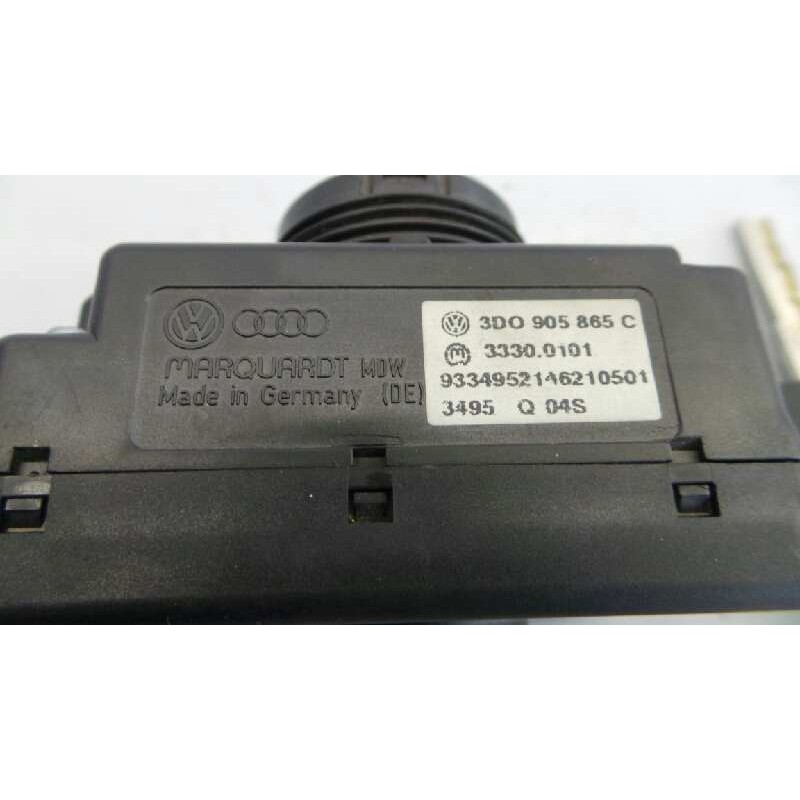 MARQUARDT MDW
Made in Germany (DE)
3D0 905 865 C
3330.0101
9334952146210501
3495 Q 04S